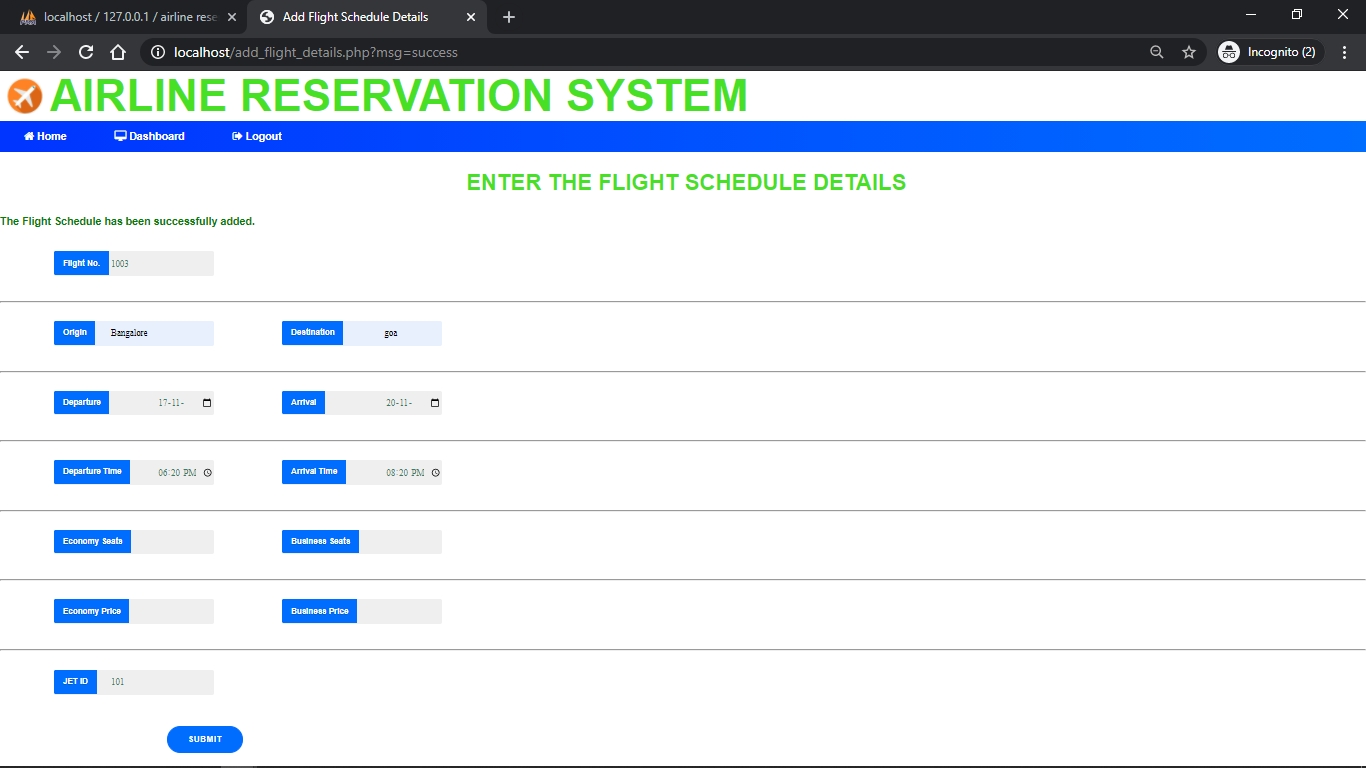 localhost / 127.0.0.1 / airline rese
Add Flight Schedule Details
localhost/add_flight_details.php?msg=success
Incognito (2)
AIRLINE RESERVATION SYSTEM
Home Dashboard Logout
ENTER THE FLIGHT SCHEDULE DETAILS
The Flight Schedule has been successfully added.
Flight No. 1003
Origin Bangalore Destination goa
Departure 17-11- Arrival 20-11-
Departure Time 06:20 PM Arrival Time 08:20 PM
Economy Seats Business Seats
Economy Price Business Price
JET ID 101
SUBMIT